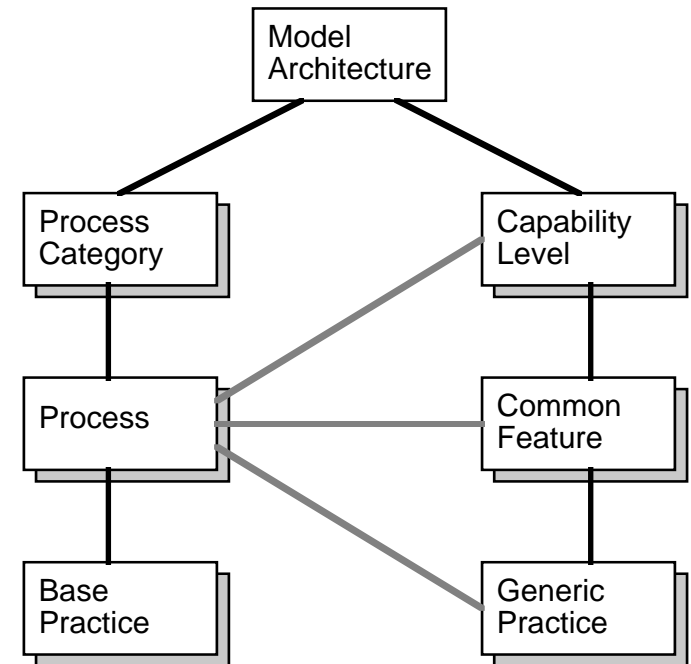 Model
Architecture
Process
Category
Capability
Level
Process
Common
Feature
Base
Practice
Generic
Practice